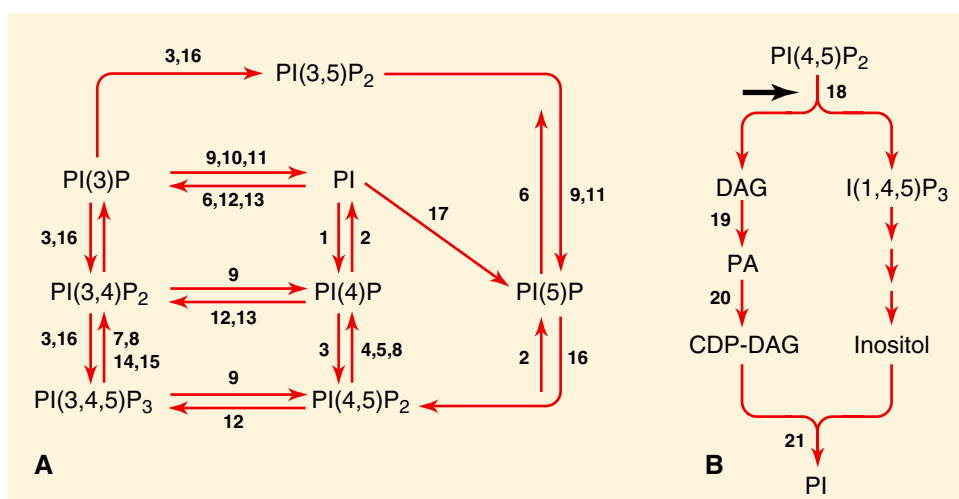 3,16
PI(3,5)P2
PI(3)P
9,10,11
6,12,13
PI
17
6
9,11
3,16
1
2
PI(3,4)P2
9
12,13
PI(4)P
PI(5)P
3,16
7,8
14,15
3
4,5,8
2
16
PI(3,4,5)P3
9
12
PI(4,5)P2
A
PI(4,5)P2
18
DAG
I(1,4,5)P3
19
PA
20
CDP-DAG
Inositol
21
PI
B